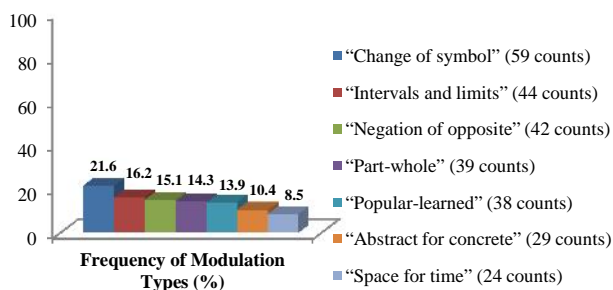 100
80
60
40
20
0
21.6 16.2 15.1 14.3 13.9 10.4 8.5
Frequency of Modulation
Types (%)
“Change of symbol” (59 counts)
“Intervals and limits” (44 counts)
“Negation of opposite” (42 counts)
“Part-whole” (39 counts)
“Popular-learned” (38 counts)
“Abstract for concrete” (29 counts)
“Space for time” (24 counts)